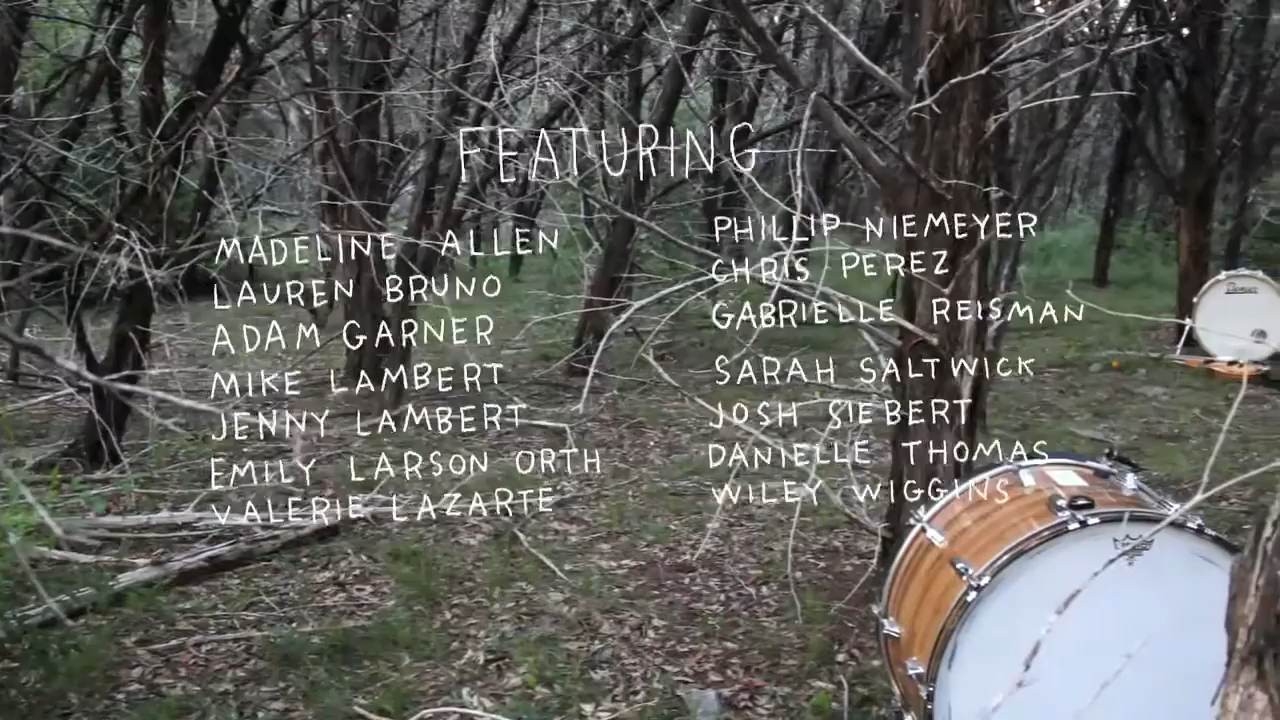 FEATURING
MADELINE ALLEN
LAUREN BRUNO
ADAM GARNER
MIKE LAMBERT
JENNY LAMBERT
EMILY LARSON ORTH
VALERIE LAZARTE
PHILLIP NIEMEYER
CHRIS PEREZ
GABRIELLE REISMAN
SARAH SALTWICK
JOSH SIEBERT
DANIELLE THOMAS
WILEY WIGGINS